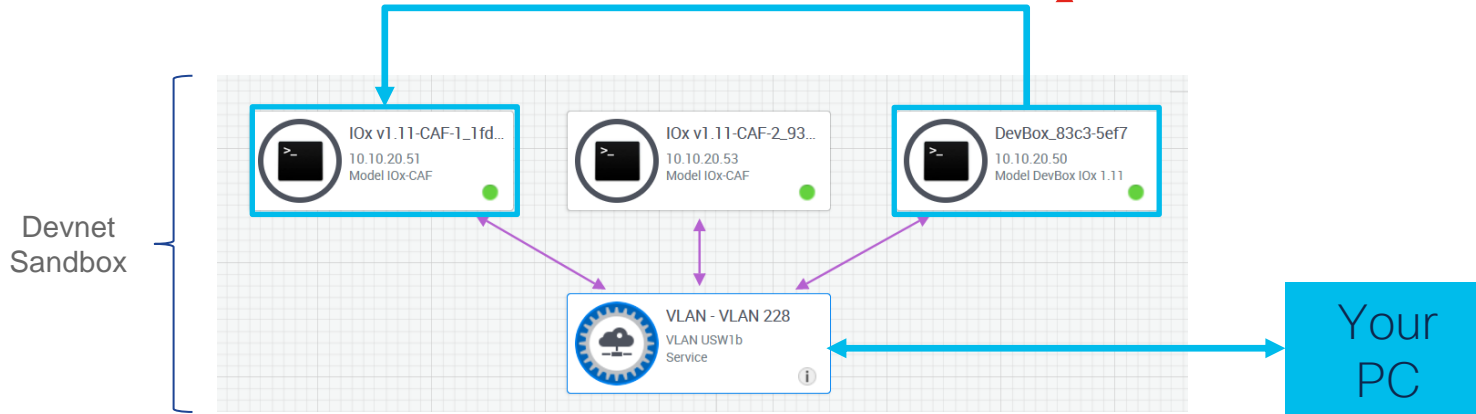 IOx v1.11-CAF-1_1fd...
10.10.20.51
Model IOx-CAF
IOx v1.11-CAF-2_93...
10.10.20.53
Model IOx-CAF
DevBox_83c3-5ef7
10.10.20.50
Model DevBox IOx 1.11
Devnet
Sandbox
VLAN - VLAN 228
VLAN USW1b
Service
Your
PC